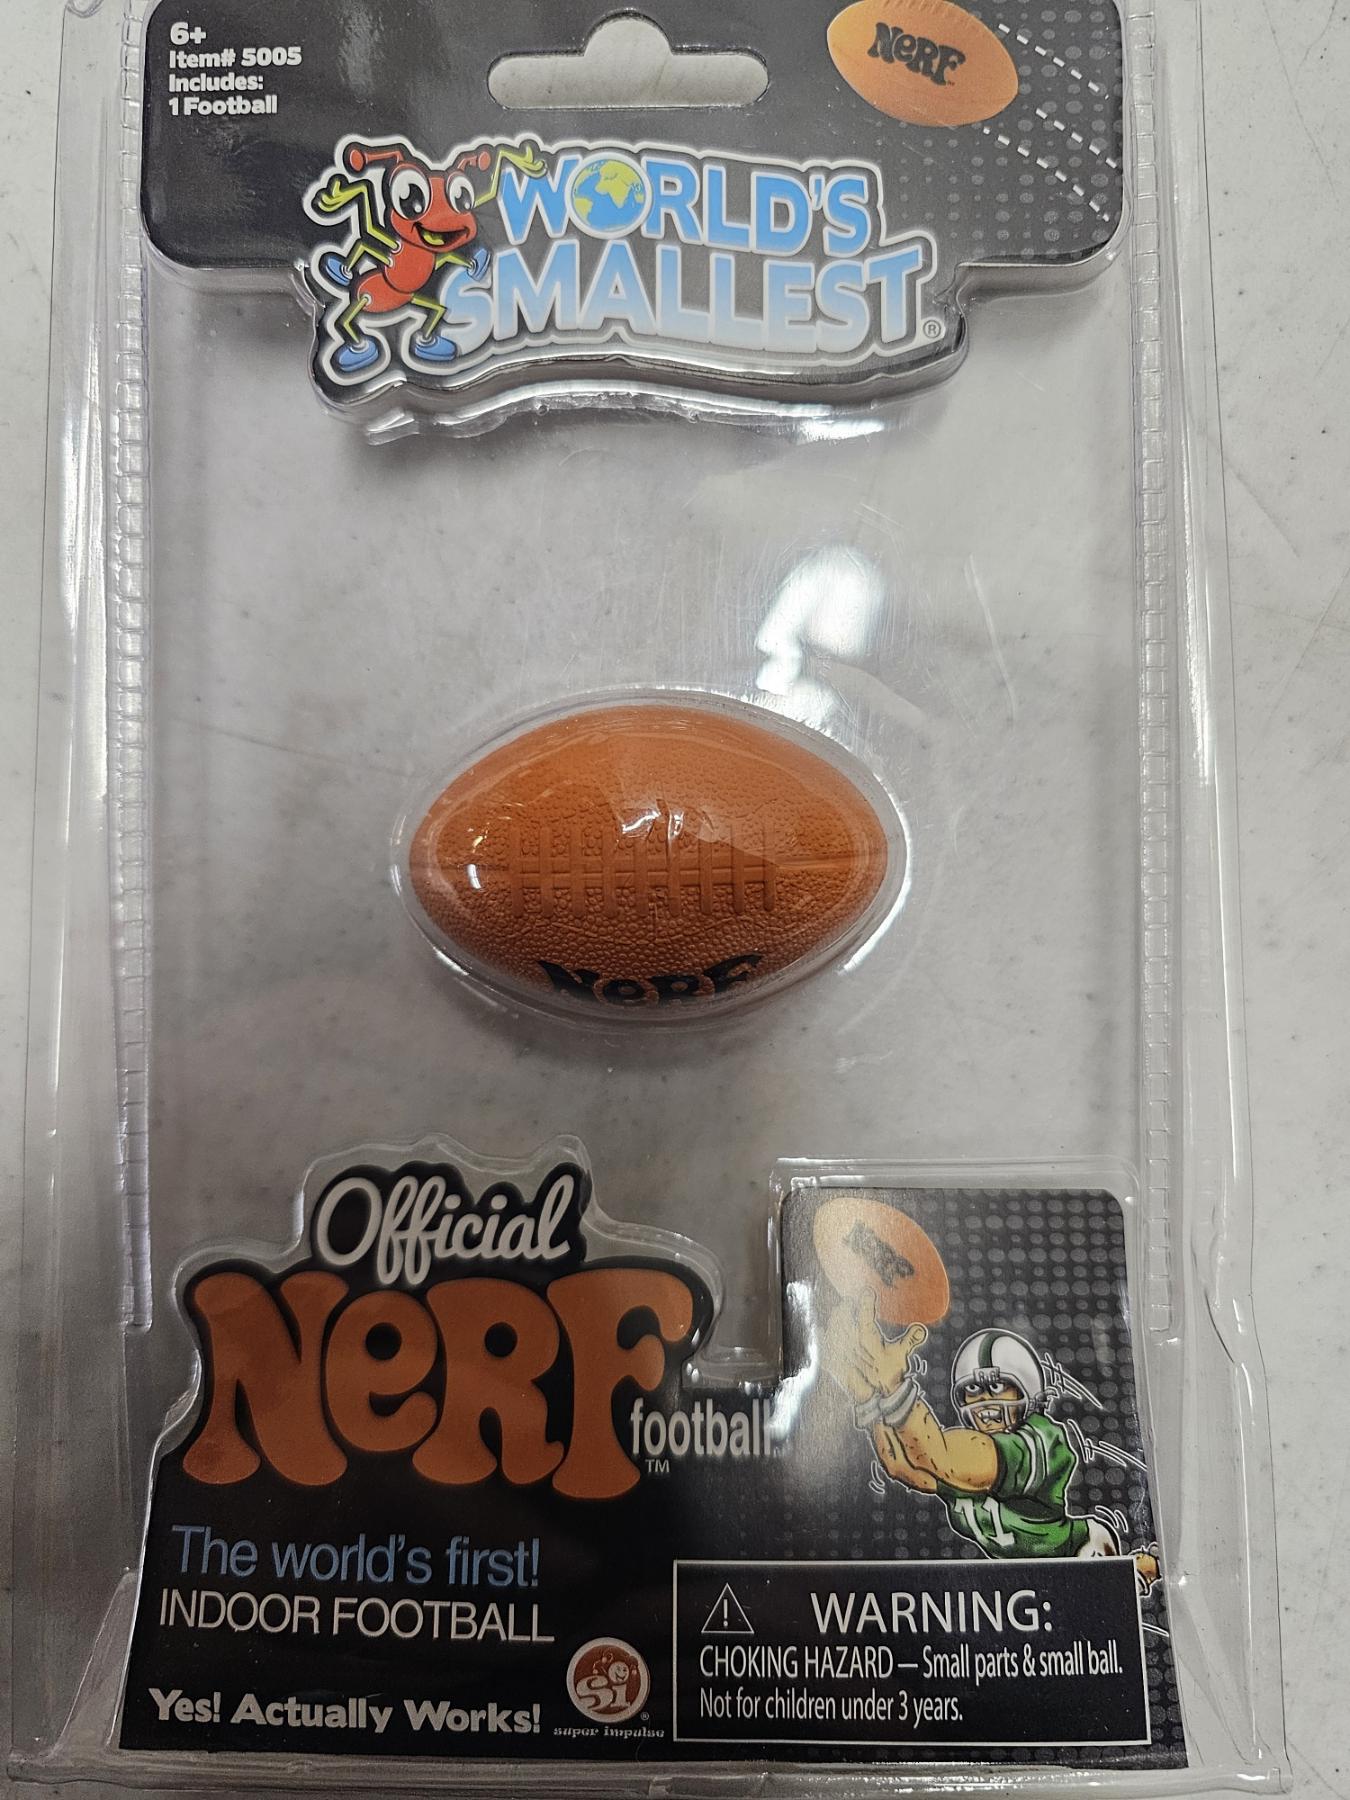 6+
Item# 5005
Includes:
1 Football
NERF
WORLD'S
SMALLEST®
NERF
Official
NERF football
TM
NERF
11
The world's first!
INDOOR FOOTBALL
Yes! Actually Works!
Si®
super impulse
WARNING:
CHOKING HAZARD — Small parts & small ball.
Not for children under 3 years.